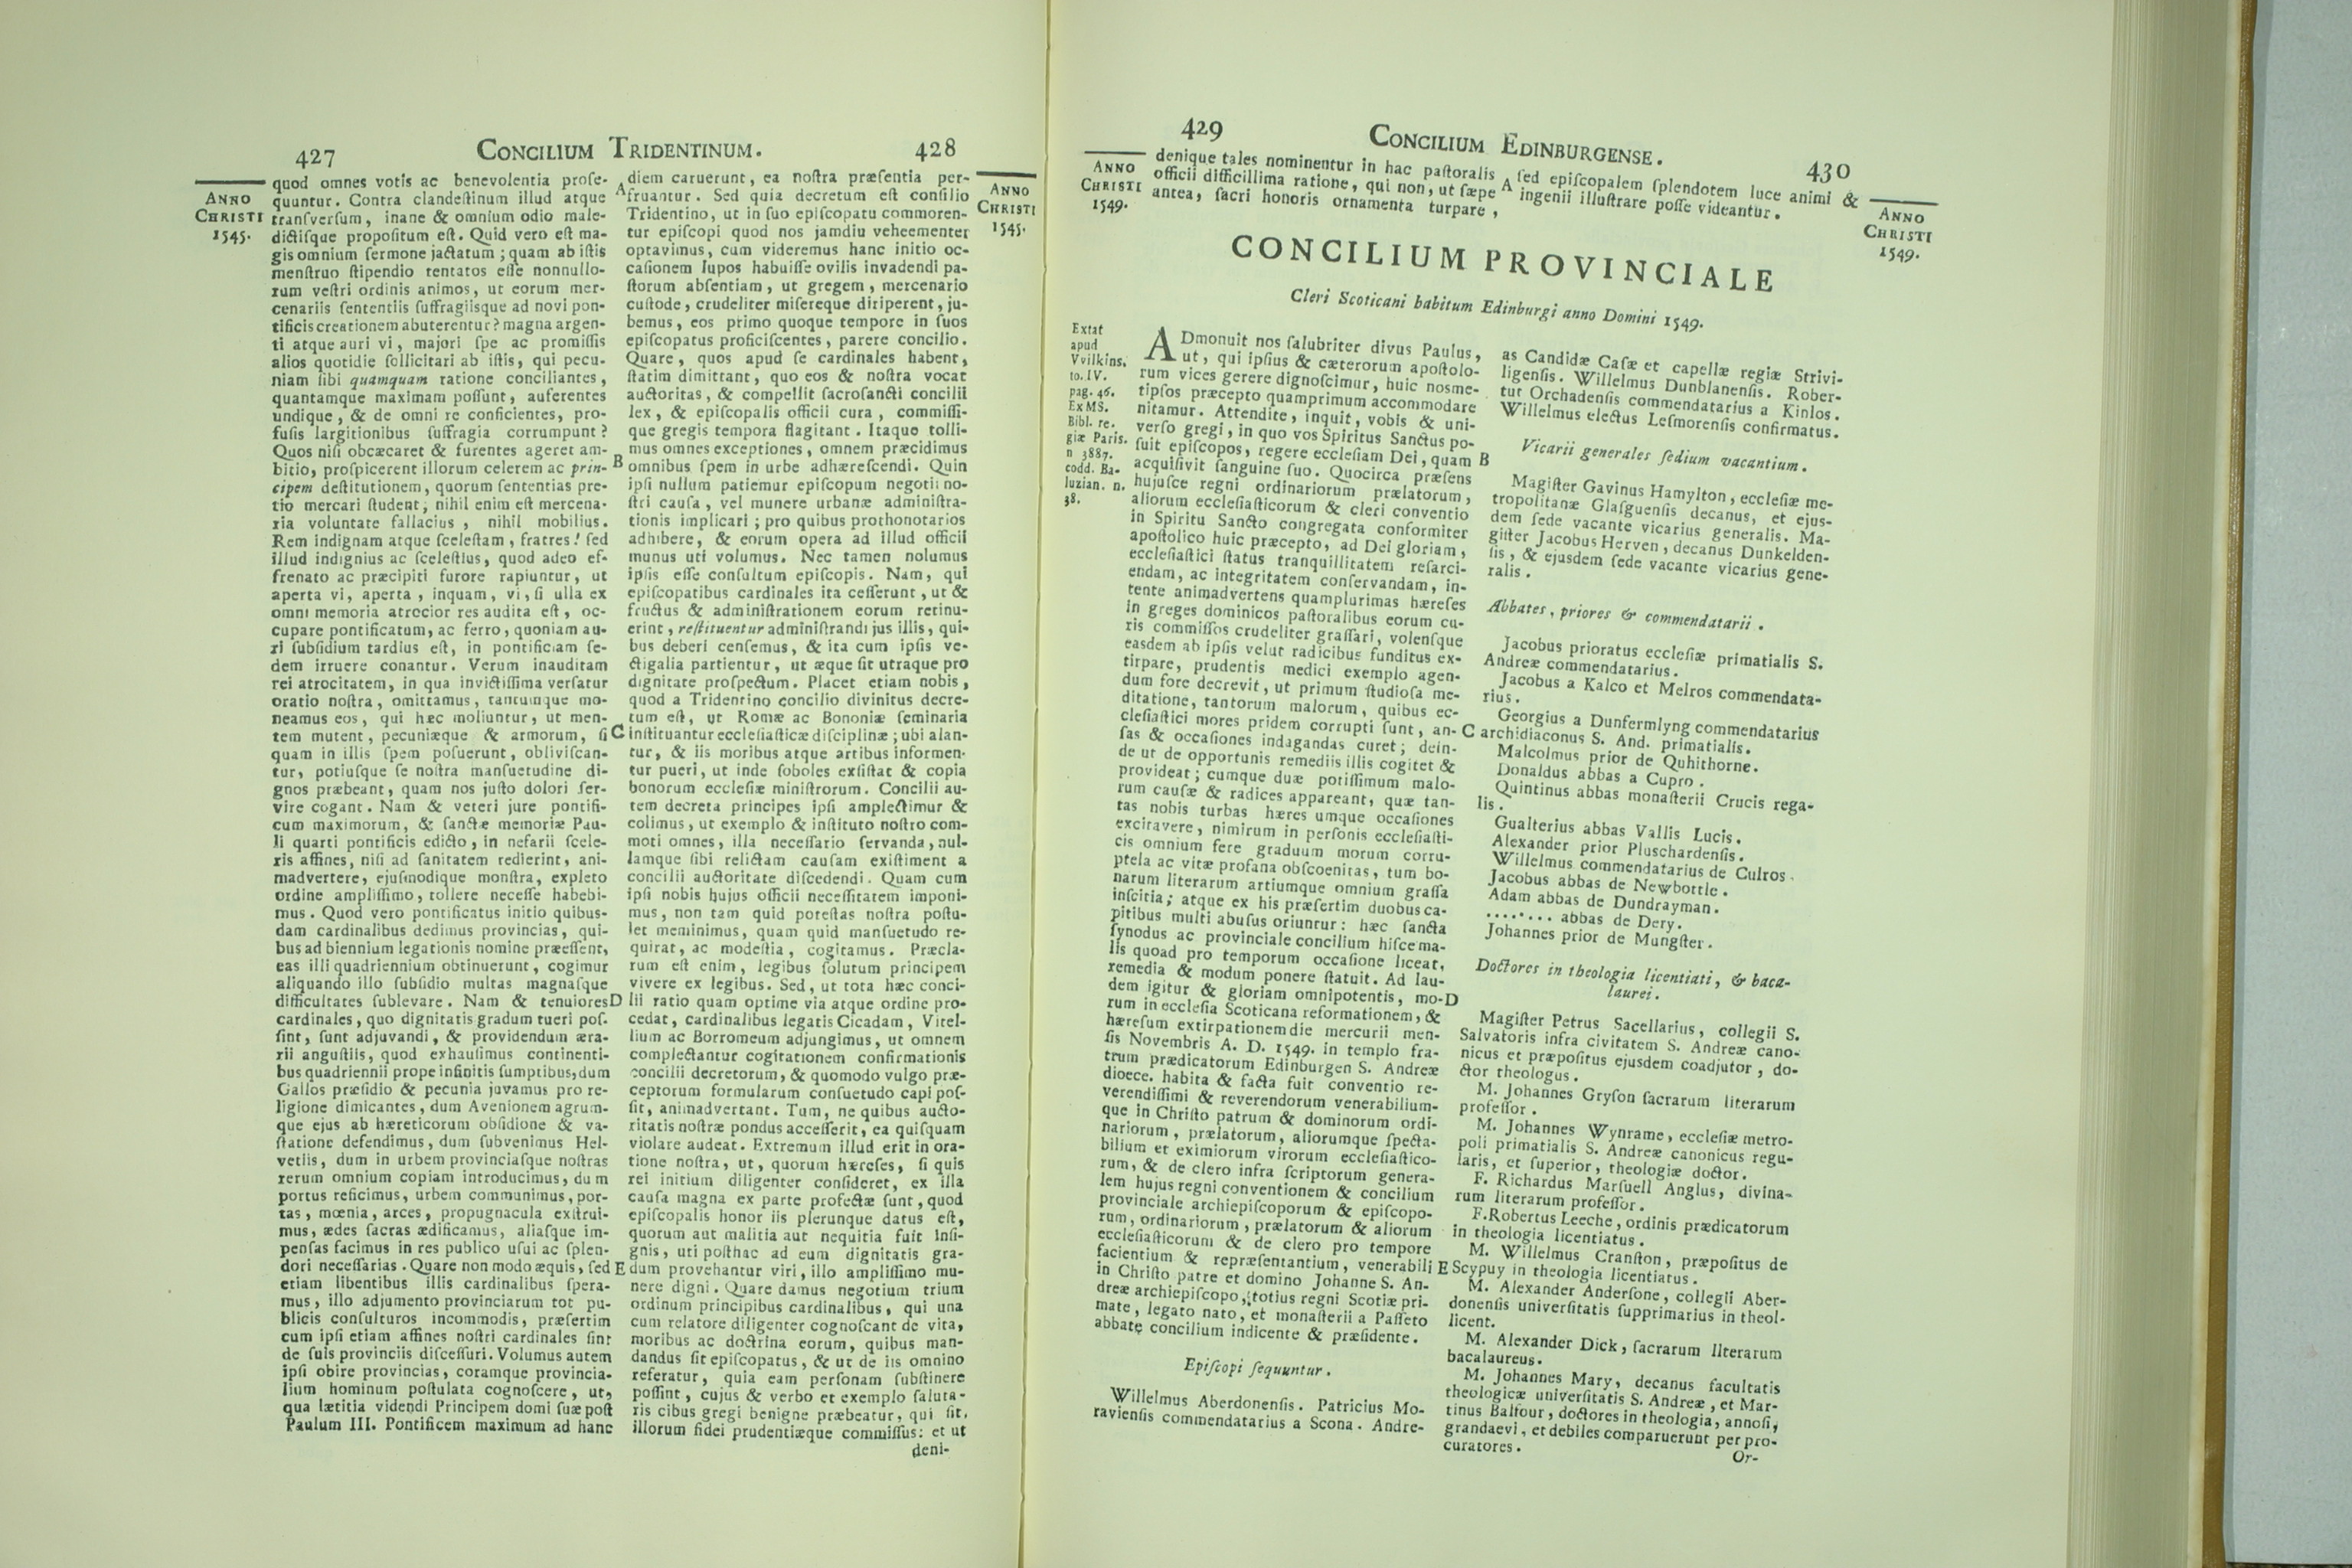 427
CONCILIUM TRIDENTINUM.
428
ANNO
CHRISTI
1545.
quod omnes votis ac benevolentia proſe-
quuntur. Contra clandeſtinum illud atque
tranſverſum, inane & omnium odio male-
dictiſque propoſitum eſt. Quid vero eſt ma-
gis omnium ſermone jactatum; quam ab iſtis
menſtruo ſtipendio tentatos eſſe nonnullo-
rum veſtri ordinis animos, ut eorum mer-
cenariis ſententiis ſuffragiisque ad novi pon-
tificis creationem abuterentur? magna argen-
ti atque auri vi, majori ſpe ac promiſſis
alios quotidie ſollicitari ab iſtis, qui pecu-
niam ſibi quamquam ratione conciliantes,
quantamque maximam poſſunt, auferentes
undique, & de omni re conficientes, pro-
fuſis largitionibus ſuffragia corrumpunt?
Quos niſi obcæcaret & furentes ageret am-
bitio, proſpicerent illorum celerem ac prin-
cipem deſtitutionem, quorum ſententias pre-
tio mercari ſtudent; nihil enim eſt mercena-
ria voluntate fallacius, nihil mobilius.
Rem indignam atque ſceleſtam, fratres! ſed
illud indignius ac ſceleſtius, quod adeo ef-
frenato ac præcipiti furore rapiuntur, ut
aperta vi, aperta, inquam, vi, ſi ulla ex
omni memoria atrocior res audita eſt, oc-
cupare pontificatum, ac ferro, quoniam au-
ri ſubſidium tardius eſt, in pontificiam ſe-
dem irruere conantur. Verum inauditam
rei atrocitatem, in qua invictiſſima verſatur
oratio noſtra, omittamus, tantumque mo-
neamus eos, qui hæc moliuntur, ut men-
tem mutent, pecuniæque & armorum, ſi
quam in illis ſpem poſuerunt, obliviſcan-
tur, potiuſque ſe noſtra manſuetudine di-
gnos præbeant, quam nos juſto dolori ſer-
vire cogant. Nam & veteri jure pontifi-
cum maximorum, & ſanctæ memoriæ Pau-
li quarti pontificis edicto, in nefarii ſcele-
ris affines, niſi ad ſanitatem redierint, ani-
madvertere, ejuſmodique monſtra, expleto
ordine ampliſſimo, tollere neceſſe habebi-
mus. Quod vero pontificatus initio quibus-
dam cardinalibus dedimus provincias, qui-
bus ad biennium legationis nomine præeſſent,
eas illi quadriennium obtinuerunt, cogimur
aliquando illo ſubſidio multas magnaſque
difficultates ſublevare. Nam & tenuiores
cardinales, quo dignitatis gradum tueri poſ-
ſint, ſunt adjuvandi, & providendum æra-
rii anguſtiis, quod exhauſimus continenti-
bus quadriennii prope infinitis ſumptibus, dum
Gallos præſidio & pecunia juvamus pro re-
ligione dimicantes, dum Avenionem agrum-
que ejus ab hæreticorum obſidione & va-
ſtatione defendimus, dum ſubvenimus Hel-
vetiis, dum in urbem provinciaſque noſtras
rerum omnium copiam introducimus, dum
portus reficimus, urbem communimus, por-
tas, mœnia, arces, propugnacula exſtrui-
mus, ædes ſacras ædificamus, aliaſque im-
penſas facimus in res publico uſui ac ſplen-
dori neceſſarias. Quare non modo æquis, ſed
etiam libentibus illis cardinalibus ſpera-
mus, illo adjumento provinciarum tot pu-
blicis conſulturos incommodis, præſertim
cum ipſi etiam affines noſtri cardinales ſint
de ſuis provinciis diſceſſuri. Volumus autem
ipſi obire provincias, coramque provincia-
lium hominum poſtulata cognoſcere, ut,
qua lætitia videndi Principem domi ſuæ poſt
Paulum III. Pontificem maximum ad hanc
A
B
C
D
E
diem caruerunt, ea noſtra præſentia per-
fruantur. Sed quia decretum eſt conſilio
Tridentino, ut in ſuo epiſcopatu commoren-
tur epiſcopi quod nos jamdiu veheementer
optavimus, cum videremus hanc initio oc-
caſionem lupos habuiſſe ovilis invadendi pa-
ſtorum abſentiam, ut gregem, mercenario
cuſtode, crudeliter miſereque diriperent, ju-
bemus, eos primo quoque tempore in ſuos
epiſcopatus proficiſcentes, parere concilio.
Quare, quos apud ſe cardinales habent,
ſtatim dimittant, quo eos & noſtra vocat
auctoritas, & compellit ſacroſancti concilii
lex, & epiſcopalis officii cura, commiſſi-
que gregis tempora flagitant. Itaque tolli-
mus omnes exceptiones, omnem præcidimus
omnibus ſpem in urbe adhæreſcendi. Quin
ipſi nullum patiemur epiſcopum negotii no-
ſtri cauſa, vel munere urbanæ adminiſtra-
tionis implicari; pro quibus prothonotarios
adhibere, & eorum opera ad illud officii
munus uti volumus. Nec tamen nolumus
ipſis eſſe conſultum epiſcopis. Nam, qui
epiſcopatibus cardinales ita ceſſerunt, ut &
fructus & adminiſtrationem eorum retinu-
erint, reſtituentur adminiſtrandi jus illis, qui-
bus deberi cenſemus, & ita cum ipſis ve-
ctigalia partientur, ut æque ſit utraque pro
dignitate proſpectum. Placet etiam nobis,
quod a Tridentino concilio divinitus decre-
tum eſt, ut Romæ ac Bononiæ ſeminaria
inſtituantur eccleſiaſticæ diſciplinæ; ubi alan-
tur, & iis moribus atque artibus informen-
tur pueri, ut inde ſoboles exſiſtat & copia
bonorum eccleſiæ miniſtrorum. Concilii au-
tem decreta principes ipſi amplectimur &
colimus, ut exemplo & inſtituto noſtro com-
moti omnes, illa neceſſario ſervanda, nul-
lamque ſibi relictam cauſam exiſtiment a
concilii auctoritate diſcedendi. Quam cum
ipſi nobis hujus officii neceſſitatem imponi-
mus, non tam quid poteſtas noſtra poſtu-
let meminimus, quam quid manſuetudo re-
quirat, ac modeſtia, cogitamus. Præcla-
rum eſt enim, legibus ſolutum principem
vivere ex legibus. Sed, ut tota hæc conci-
lii ratio quam optime via atque ordine pro-
cedat, cardinalibus legatis Cicadam, Vitel-
lium ac Borromeum adjungimus, ut omnem
complectantur cogitationem confirmationis
concilii decretorum, & quomodo vulgo præ-
ceptorum formularum conſuetudo capi poſ-
ſit, animadvertant. Tum, ne quibus aucto-
ritatis noſtræ pondus acceſſerit, ea quiſquam
violare audeat. Extremum illud erit in ora-
tione noſtra, ut, quorum hæreſes, ſi quis
rei initium diligenter conſideret, ex illa
cauſa magna ex parte profectæ ſunt, quod
epiſcopalis honor iis plerunque datus eſt,
quorum aut malitia aut nequitia fuit inſi-
gnis, uti poſthac ad eum dignitatis gra-
dum provehantur viri, illo ampliſſimo mu-
nere digni. Quare damus negotium trium
ordinum principibus cardinalibus, qui una
cum relatore diligenter cognoſcant de vita,
moribus ac doctrina eorum, quibus man-
dandus ſit epiſcopatus, & ut de iis omnino
referatur, quia eam perſonam ſubſtinere
poſſint, cujus & verbo et exemplo ſaluta-
ris cibus gregi benigne præbeatur, qui ſit,
illorum fidei prudentiæque commiſſus: et ut
deni-
ANNO
CHRISTI
1545.
429
CONCILIUM EDINBURGENSE.
430
ANNO
CHRISTI
1549.
denique tales nominentur in hac paſtoralis
officii difficillima ratione, qui non, ut ſæpe
antea, ſacri honoris ornamenta turpare,
A
ſed epiſcopalem ſplendotem luce animi &
ingenii illuſtrare poſſe videantur.
ANNO
CHRISTI
1549.
CONCILIUM PROVINCIALE
Cleri Scoticani habitum Edinburgi anno Domini 1549.
Extat
apud
Vvilkins,
to. IV.
pag. 46.
Ex MS.
Bibl. re.
giæ Paris.
n 3887.
codd. Ba-
luzian. n.
38.
ADmonuit nos ſalubriter divus Paulus,
ut, qui ipſius & cæterorum apoſtolo-
rum vices gerere dignoſcimur, huic nosme-
tipſos præcepto quamprimum accommodare
nitamur. Attendite, inquit, vobis & uni-
verſo gregi, in quo vos Spiritus Sanctus po-
ſuit epiſcopos, regere eccleſiam Dei, quam
acquiſivit ſanguine ſuo. Quocirca præſens
hujuſce regni ordinariorum prælatorum,
aliorum eccleſiaſticorum & cleri conventio
in Spiritu Sancto congregata conformiter
apoſtolico huic præcepto, ad Dei gloriam,
eccleſiaſtici ſtatus tranquillitatem reſarci-
endam, ac integritatem conſervandam, in-
tente animadvertens quamplurimas hæreſes
in greges dominicos paſtoralibus eorum cu-
ris commiſſos crudeliter graſſari, volenſque
easdem ab ipſis velut radicibus funditus ex-
tirpare, prudentis medici exemplo agen-
dum fore decrevit, ut primum ſtudioſa me-
ditatione, tantorum malorum, quibus ec-
cleſiaſtici mores pridem corrupti ſunt, an-
ſas & occaſiones indagandas curet; dein-
de ut de opportunis remediis illis cogitet &
provideat; cumque duæ potiſſimum malo-
rum cauſæ & radices appareant, quæ tan-
tas nobis turbas hæres umque occaſiones
excitavere, nimirum in perſonis eccleſiaſti-
cis omnium fere graduum morum corru-
ptela ac vitæ profana obſcoenitas, tum bo-
narum literarum artiumque omnium graſſa
inſcitia; atque ex his præſertim duobus ca-
pitibus multi abuſus oriuntur: hæc ſancta
ſynodus ac provinciale concilium hiſce ma-
lis quoad pro temporum occaſione liceat,
remedia & modum ponere ſtatuit. Ad lau-
dem igitur & gloriam omnipotentis, mo-
rum in eccleſia Scoticana reformationem, &
hæreſum extirpationem die mercurii men-
ſis Novembris A. D. 1549. in templo fra-
trum prædicatorum Edinburgen S. Andreæ
dioece. habita & facta fuit conventio re-
verendiſſimi & reverendorum venerabilium-
que in Chriſto patrum & dominorum ordi-
nariorum, prælatorum, aliorumque ſpecta-
bilium et eximiorum virorum eccleſiaſtico-
rum, & de clero infra ſcriptorum genera-
lem hujus regni conventionem & concilium
provinciale archiepiſcoporum & epiſcopo-
rum, ordinariorum, prælatorum & aliorum
eccleſiaſticorum & de clero pro tempore
facientium & repræſentantium, venerabili
in Chriſto patre et domino Johanne S. An-
dreæ archiepiſcopo, totius regni Scotiæ pri-
mate, legato nato, et monaſterii a Paſſeto
abbate concilium indicente & præſidente.
Epiſcopi ſequuntur.
Willelmus Aberdonenſis. Patricius Mo-
ravienſis commendatarius a Scona. Andre-
B
C
D
E
as Candidæ Caſæ et capellæ regiæ Strivi-
ligenſis. Willelmus Dunblanenſis. Rober-
tur Orchadenſis commendatarius a Kinlos.
Willelmus electus Leſmorenſis confirmatus.
Vicarii generales ſedium vacantium.
Magiſter Gavinus Hamylton, eccleſiæ me-
tropolitanæ Glaſguenſis decanus, et ejus-
dem ſede vacante vicarius generalis. Ma-
giſter Jacobus Herven, decanus Dunkelden-
ſis, & ejusdem ſede vacante vicarius gene-
ralis.
Abbates, priores & commendatarii.
Jacobus prioratus eccleſiæ primatialis S.
Andreæ commendatarius.
Jacobus a Kalco et Melros commendata-
rius.
Georgius a Dunfermlyng commendatarius
archidiaconus S. And. primatialis.
Malcolmus prior de Quhithorne.
Donaldus abbas a Cupro.
Quintinus abbas monaſterii Crucis rega-
lis.
Gualterius abbas Vallis Lucis.
Alexander prior Pluschardenſis.
Willelmus commendatarius de Culros.
Jacobus abbas de Newbottle.
Adam abbas de Dundrayman.
........ abbas de Dery.
Johannes prior de Mungſter.
Doctores in theologia licentiati, & baca-
laurei.
Magiſter Petrus Sacellarius, collegii S.
Salvatoris infra civitatem S. Andreæ cano-
nicus et præpoſitus ejusdem coadjutor, do-
ctor theologus.
M. Johannes Gryſon ſacrarum literarum
profeſſor.
M. Johannes Wynrame, eccleſiæ metro-
poli primatialis S. Andreæ canonicus regu-
laris, et ſuperior, theologiæ doctor.
F. Richardus Marſuell Anglus, divina-
rum literarum profeſſor.
F. Robertus Leeche, ordinis prædicatorum
in theologia licentiatus.
M. Willelmus Cranſton, præpoſitus de
Scypuy in theologia licentiatus.
M. Alexander Anderſone, collegii Aber-
donenſis univerſitatis ſupprimarius in theol-
licent.
M. Alexander Dick, ſacrarum literarum
bacalaureus.
M. Johannes Mary, decanus facultatis
theologicæ univerſitatis S. Andreæ, et Mar-
tinus Balfour, doctores in theologia, annoſi,
grandaevi, et debiles comparuerunt per pro-
curatores.
Or-